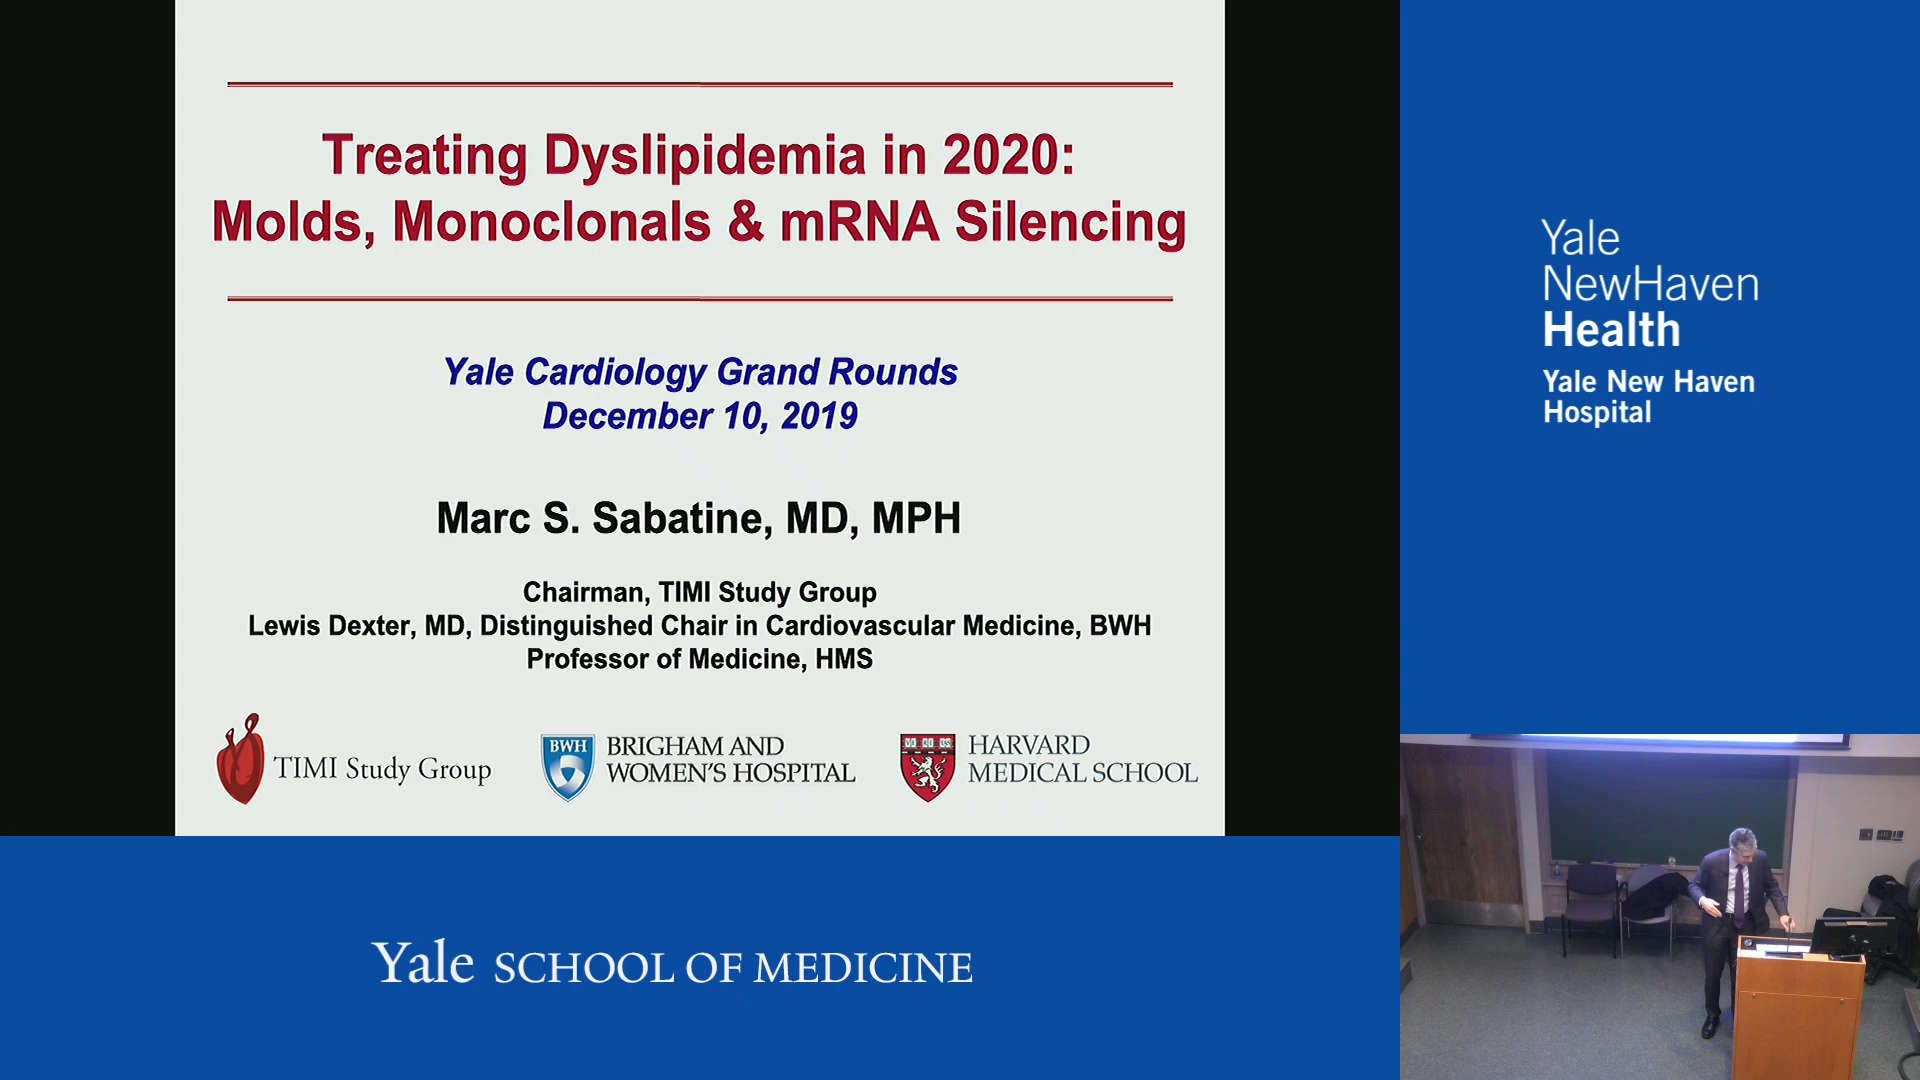 Treating Dyslipidemia in 2020:
Molds, Monoclonals & mRNA Silencing
Yale Cardiology Grand Rounds
December 10, 2019
Marc S. Sabatine, MD, MPH
Chairman, TIMI Study Group
Lewis Dexter, MD, Distinguished Chair in Cardiovascular Medicine, BWH
Professor of Medicine, HMS
TIMI Study Group
BWH
BRIGHAM AND
WOMEN'S HOSPITAL
HARVARD
MEDICAL SCHOOL
Yale
NewHaven
Health
Yale New Haven
Hospital
Yale SCHOOL OF MEDICINE